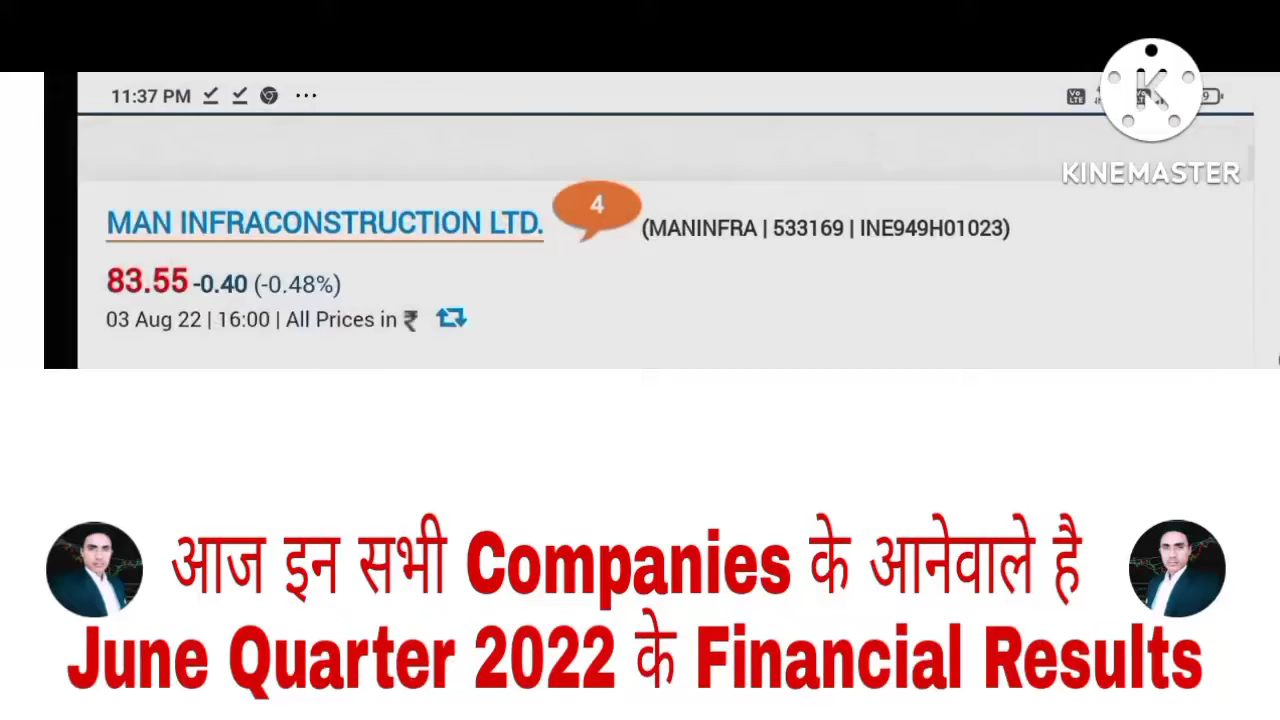 11:37 PM
KINEMASTER
MAN INFRACONSTRUCTION LTD. 4 (MANINFRA | 533169 | INE949H01023)
83.55 -0.40 (-0.48%)
03 Aug 22 | 16:00 | All Prices in ₹
आज इन सभी Companies के आनेवाले है
June Quarter 2022 के Financial Results